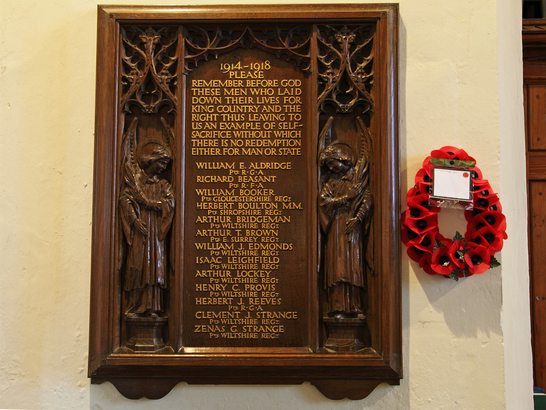 1914-1918
PLEASE
REMEMBER BEFORE GOD
THESE MEN WHO LAID
DOWN THEIR LIVES FOR
KING COUNTRY AND THE
RIGHT THUS LEAVING TO
US AN EXAMPLE OF SELF-
SACRIFICE WITHOUT WHICH
THERE IS NO REDEMPTION
EITHER FOR MAN OR STATE
WILLIAM E. ALDRIDGE
PTE R·G·A
RICHARD BEASANT
PTE R·F·A
WILLIAM BOOKER
PTE GLOUCESTERSHIRE REGT
HERBERT BOULTON M.M.
PTE SHROPSHIRE REGT
ARTHUR BRIDGEMAN
PTE WILTSHIRE REGT
ARTHUR T. BROWN
PTE E. SURREY REGT
WILLIAM J. EDMONDS
PTE WILTSHIRE REGT
ISAAC LEIGHFIELD
PTE WILTSHIRE REGT
ARTHUR LOCKEY
PTE WILTSHIRE REGT
HENRY C. PROVIS
PTE WILTSHIRE REGT
HERBERT J. REEVES
PTE R·G·A
CLEMENT J. STRANGE
PTE WILTSHIRE REGT
ZENAS G. STRANGE
PTE WILTSHIRE REGT